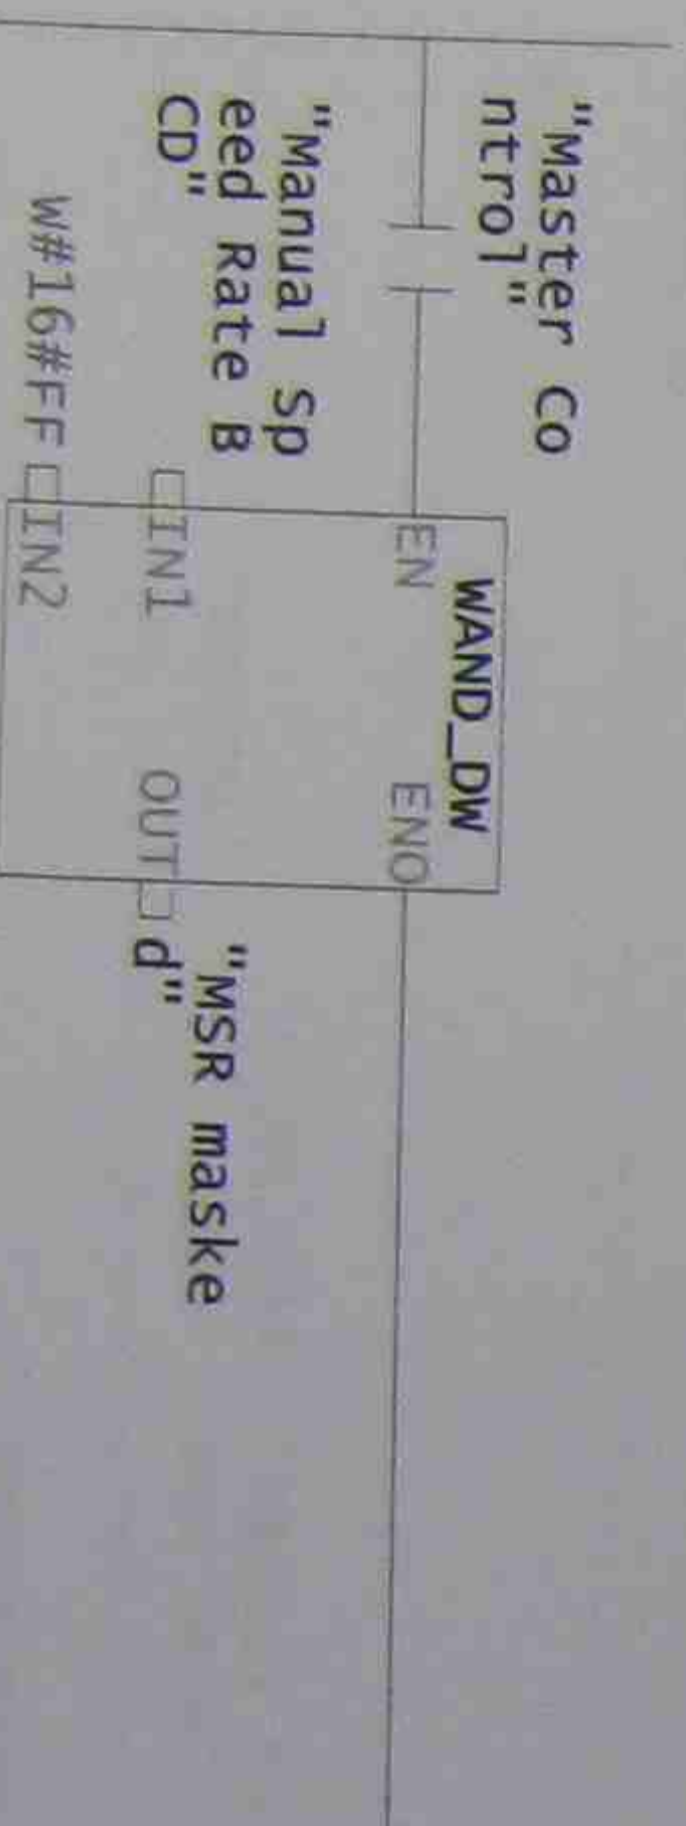 "Master Co
ntrol"
WAND_DW
EN
ENO
"Manual Sp
eed Rate B
CD"
IN1
OUT
"MSR maske
d"
W#16#FF
IN2